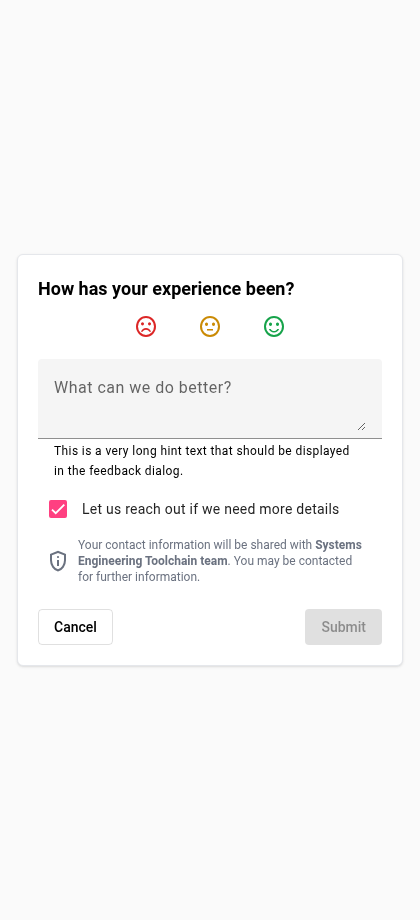 How has your experience been?
What can we do better?
This is a very long hint text that should be displayed
in the feedback dialog.
Let us reach out if we need more details
Your contact information will be shared with Systems
Engineering Toolchain team. You may be contacted
for further information.
Cancel
Submit